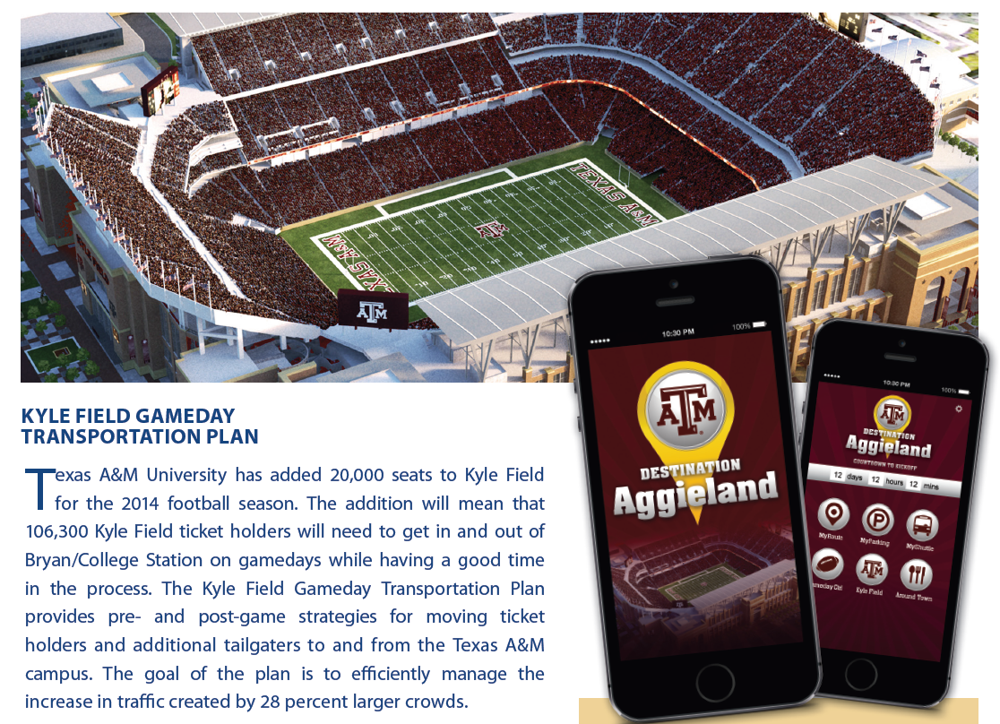 TEXAS A&M
TEXAS A&M
ATM
KYLE FIELD GAMEDAY
TRANSPORTATION PLAN
Texas A&M University has added 20,000 seats to Kyle Field
for the 2014 football season. The addition will mean that
106,300 Kyle Field ticket holders will need to get in and out of
Bryan/College Station on gamedays while having a good time
in the process. The Kyle Field Gameday Transportation Plan
provides pre- and post-game strategies for moving ticket
holders and additional tailgaters to and from the Texas A&M
campus. The goal of the plan is to efficiently manage the
increase in traffic created by 28 percent larger crowds.
10:30 PM 100%
ATM
DESTINATION
Aggieland
10:30 PM 100%
ATM
DESTINATION
Aggieland
COUNTDOWN TO KICKOFF
12 days 12 hours 12 mins
MyRoute MyParking MyShuttle
ATM
Kyle Field Around Town